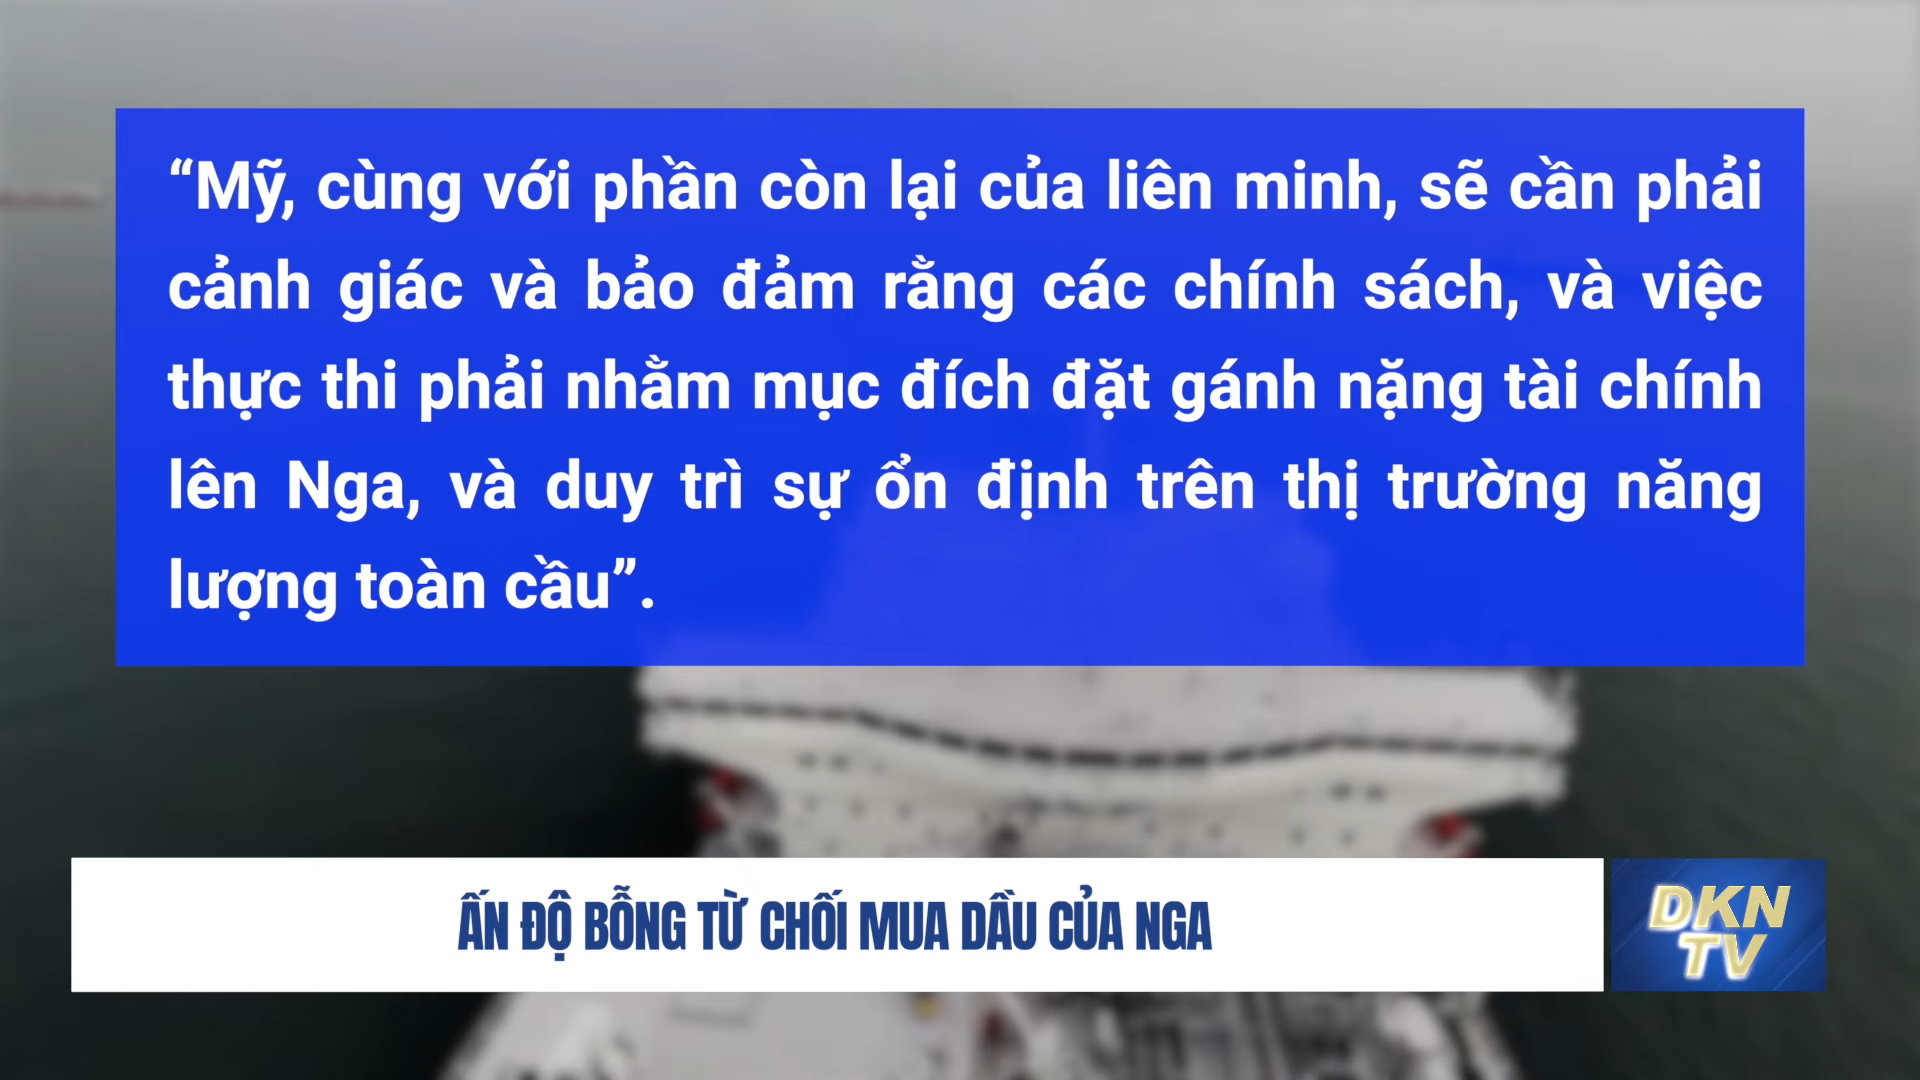 “Mỹ, cùng với phần còn lại của liên minh, sẽ cần phải
cảnh giác và bảo đảm rằng các chính sách, và việc
thực thi phải nhằm mục đích đặt gánh nặng tài chính
lên Nga, và duy trì sự ổn định trên thị trường năng
lượng toàn cầu”.
ẤN ĐỘ BỖNG TỪ CHỐI MUA DẦU CỦA NGA
DKN
TV